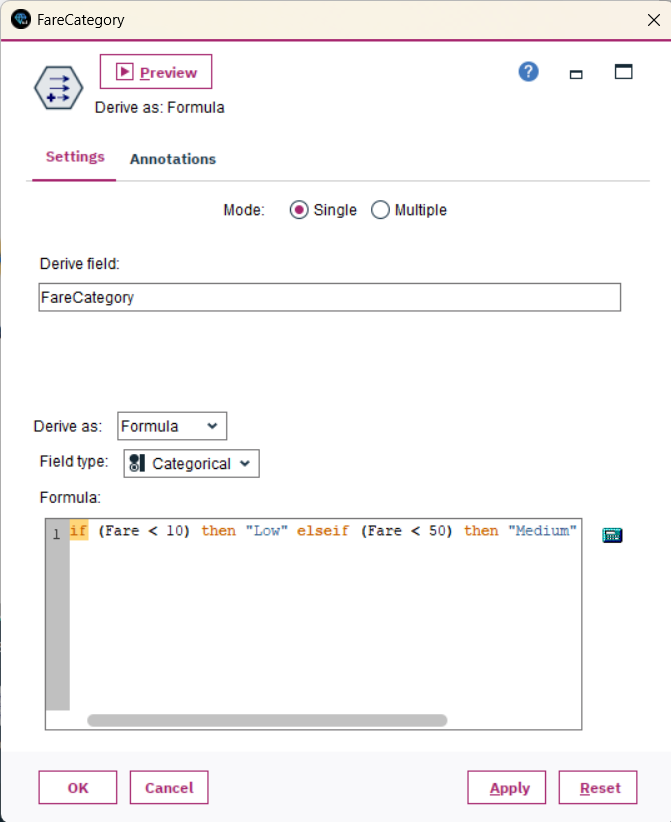 FareCategory
Preview
Derive as: Formula
Settings Annotations
Mode: Single Multiple
Derive field:
FareCategory
Derive as: Formula
Field type: Categorical
Formula:
1 if (Fare < 10) then "Low" elseif (Fare < 50) then "Medium"
OK Cancel Apply Reset